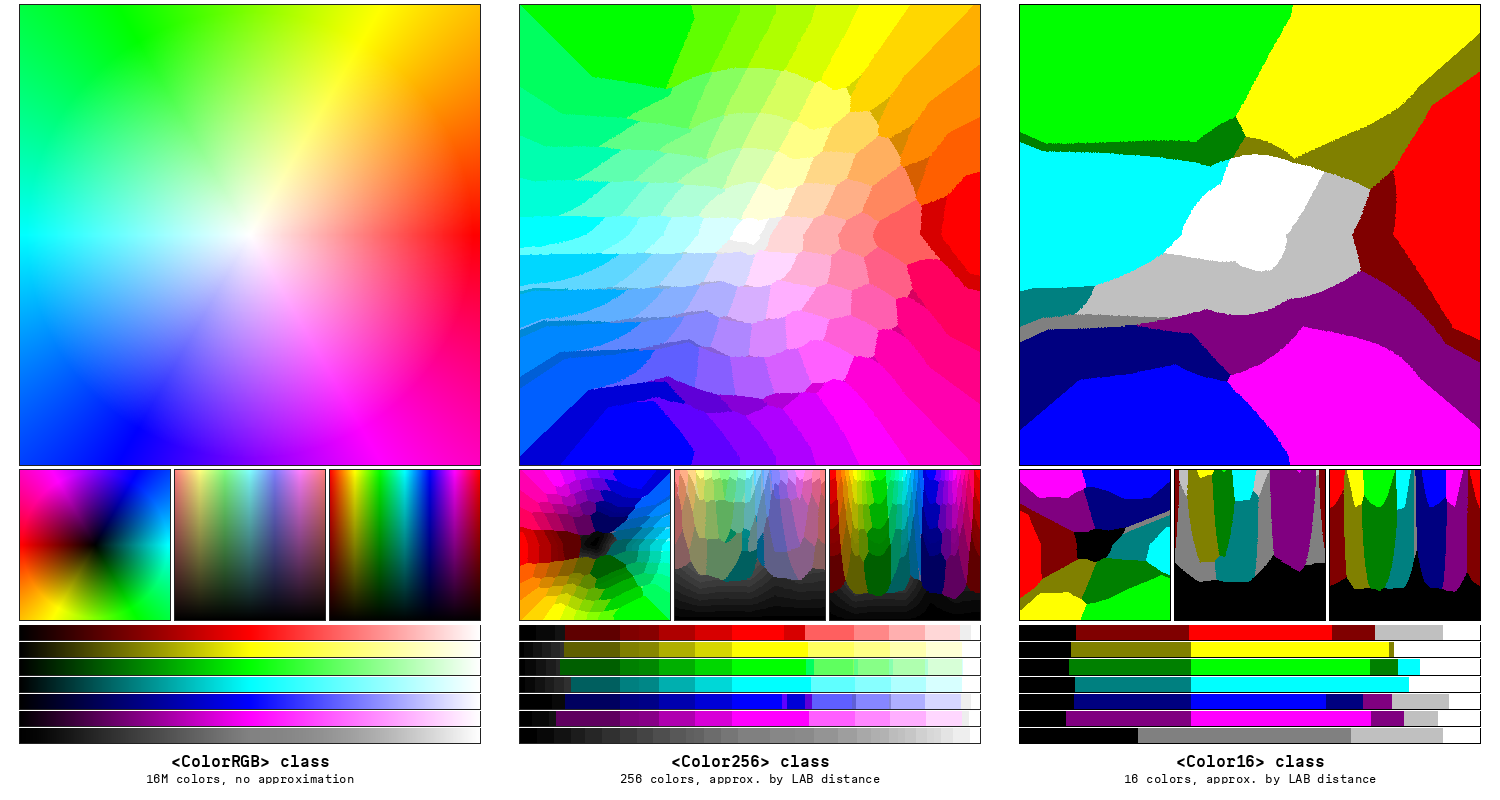 <ColorRGB> class
16M colors, no approximation
<Color256> class
256 colors, approx. by LAB distance
<Color16> class
16 colors, approx. by LAB distance